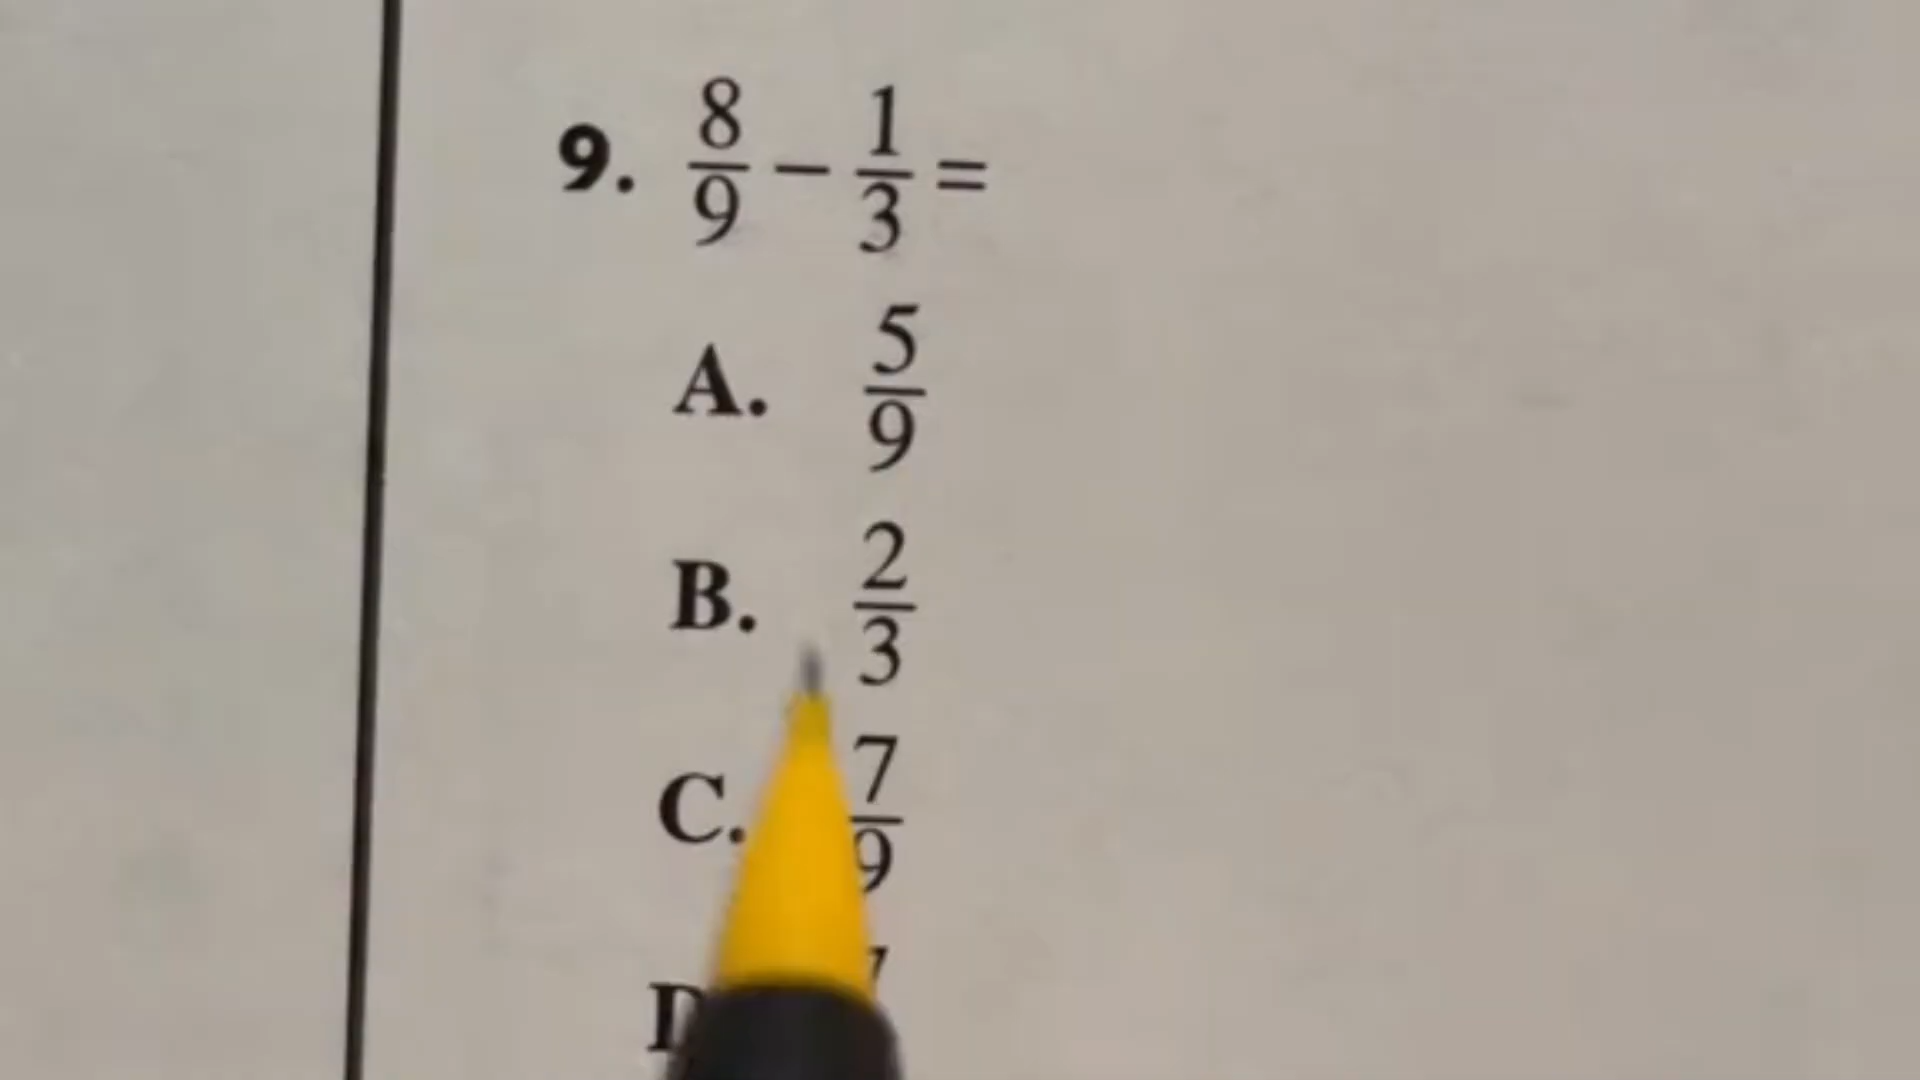 9. 8/9 − 1/3 =
A. 5/9
B. 2/3
C. 7/9